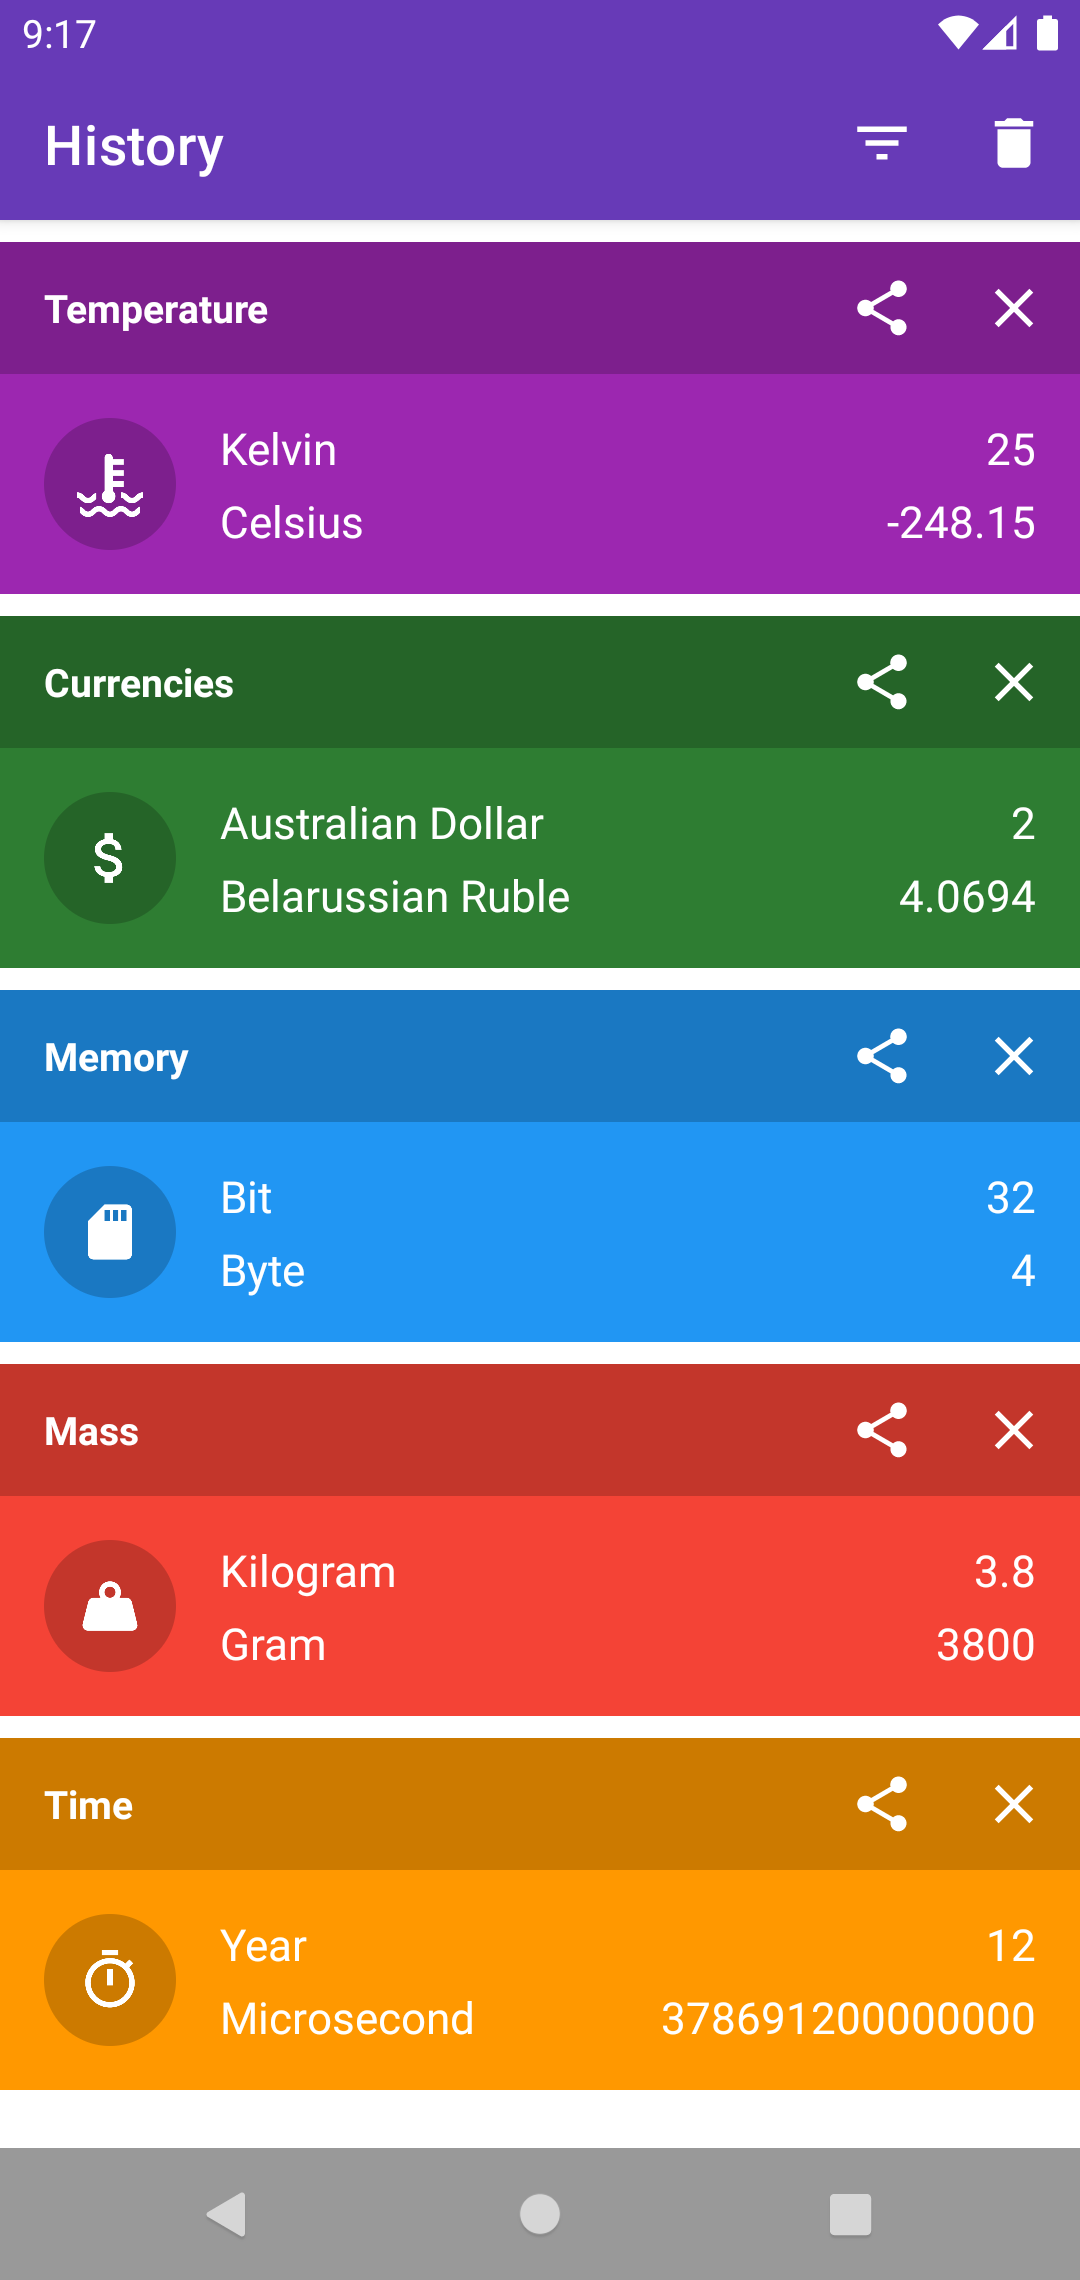 9:17
History
Temperature
Kelvin 25
Celsius -248.15
Currencies
$
Australian Dollar 2
Belarussian Ruble 4.0694
Memory
Bit 32
Byte 4
Mass
Kilogram 3.8
Gram 3800
Time
Year 12
Microsecond 378691200000000